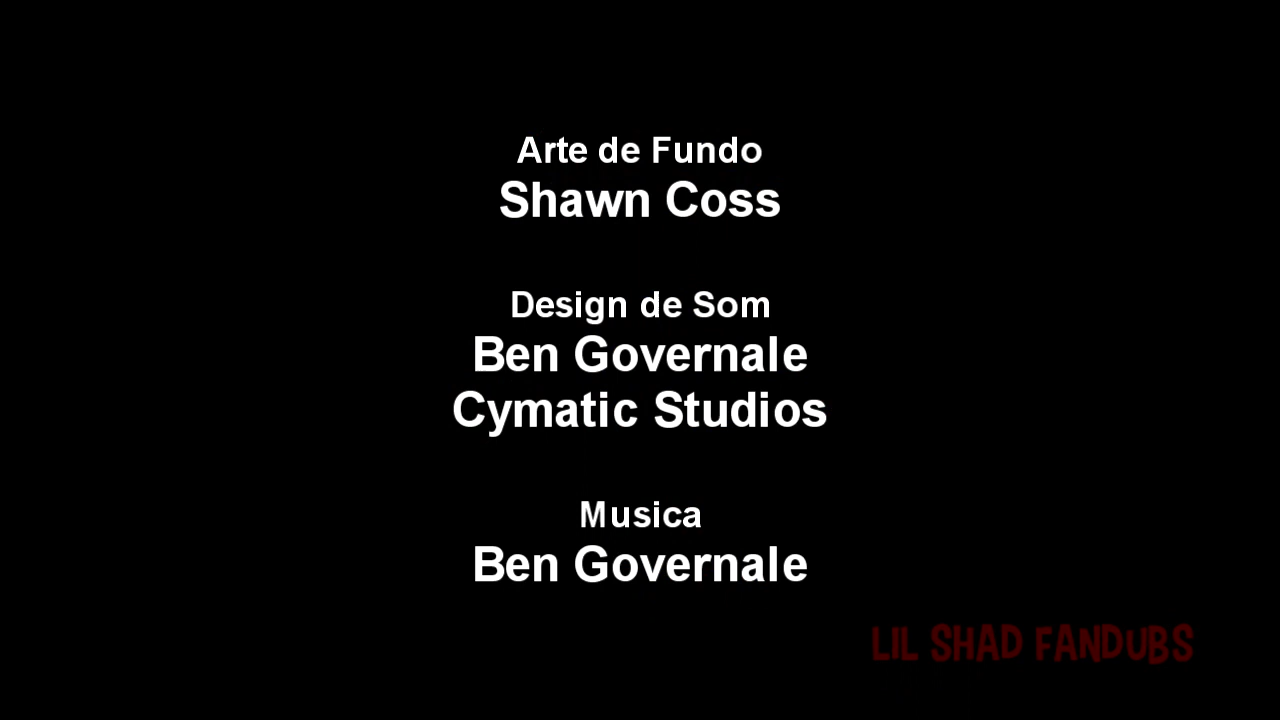 Arte de Fundo
Shawn Coss
Design de Som
Ben Governale
Cymatic Studios
Musica
Ben Governale
LIL SHAD FANDUBS